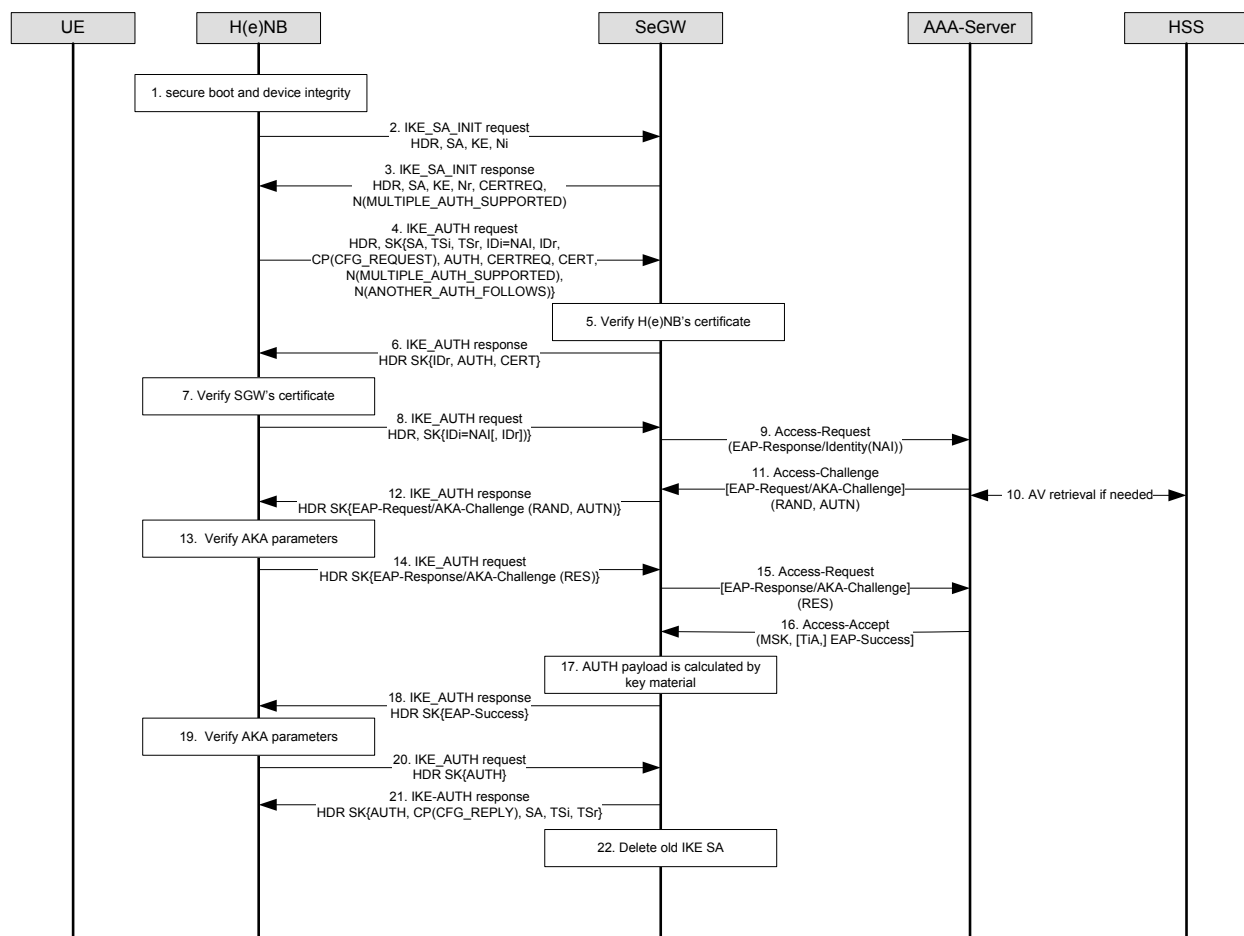 UE
H(e)NB
SeGW
AAA-Server
HSS
1. secure boot and device integrity
2. IKE_SA_INIT request
HDR, SA, KE, Ni
3. IKE_SA_INIT response
HDR, SA, KE, Nr, CERTREQ,
N(MULTIPLE_AUTH_SUPPORTED)
4. IKE_AUTH request
HDR, SK{SA, TSi, TSr, IDi=NAI, IDr,
CP(CFG_REQUEST), AUTH, CERTREQ, CERT,
N(MULTIPLE_AUTH_SUPPORTED),
N(ANOTHER_AUTH_FOLLOWS)}
5. Verify H(e)NB's certificate
6. IKE_AUTH response
HDR SK{IDr, AUTH, CERT}
7. Verify SGW's certificate
8. IKE_AUTH request
HDR, SK{IDi=NAI[, IDr])}
9. Access-Request
(EAP-Response/Identity(NAI))
10. AV retrieval if needed
11. Access-Challenge
[EAP-Request/AKA-Challenge]
(RAND, AUTN)
12. IKE_AUTH response
HDR SK{EAP-Request/AKA-Challenge (RAND, AUTN)}
13. Verify AKA parameters
14. IKE_AUTH request
HDR SK{EAP-Response/AKA-Challenge (RES)}
15. Access-Request
[EAP-Response/AKA-Challenge]
(RES)
16. Access-Accept
(MSK, [TiA,] EAP-Success]
17. AUTH payload is calculated by
key material
18. IKE_AUTH response
HDR SK{EAP-Success}
19. Verify AKA parameters
20. IKE_AUTH request
HDR SK{AUTH}
21. IKE-AUTH response
HDR SK{AUTH, CP(CFG_REPLY), SA, TSi, TSr}
22. Delete old IKE SA